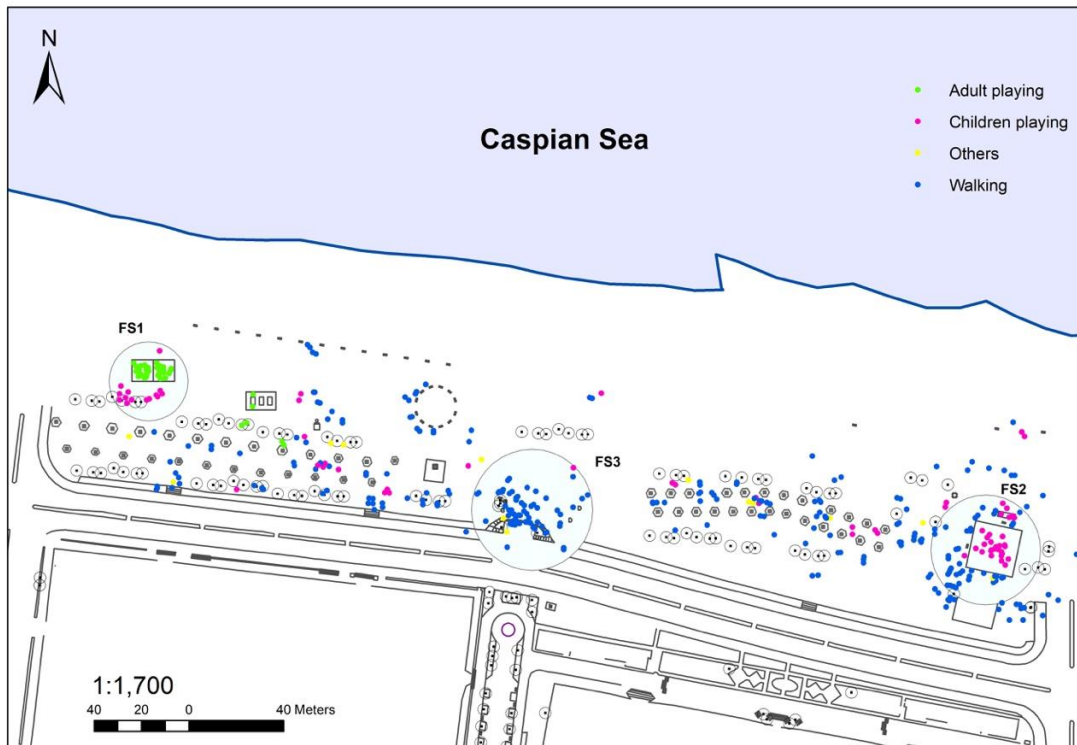 N
Adult playing
Children playing
Others
Walking
Caspian Sea
FS1
FS3
FS2
1:1,700
40 20 0 40 Meters